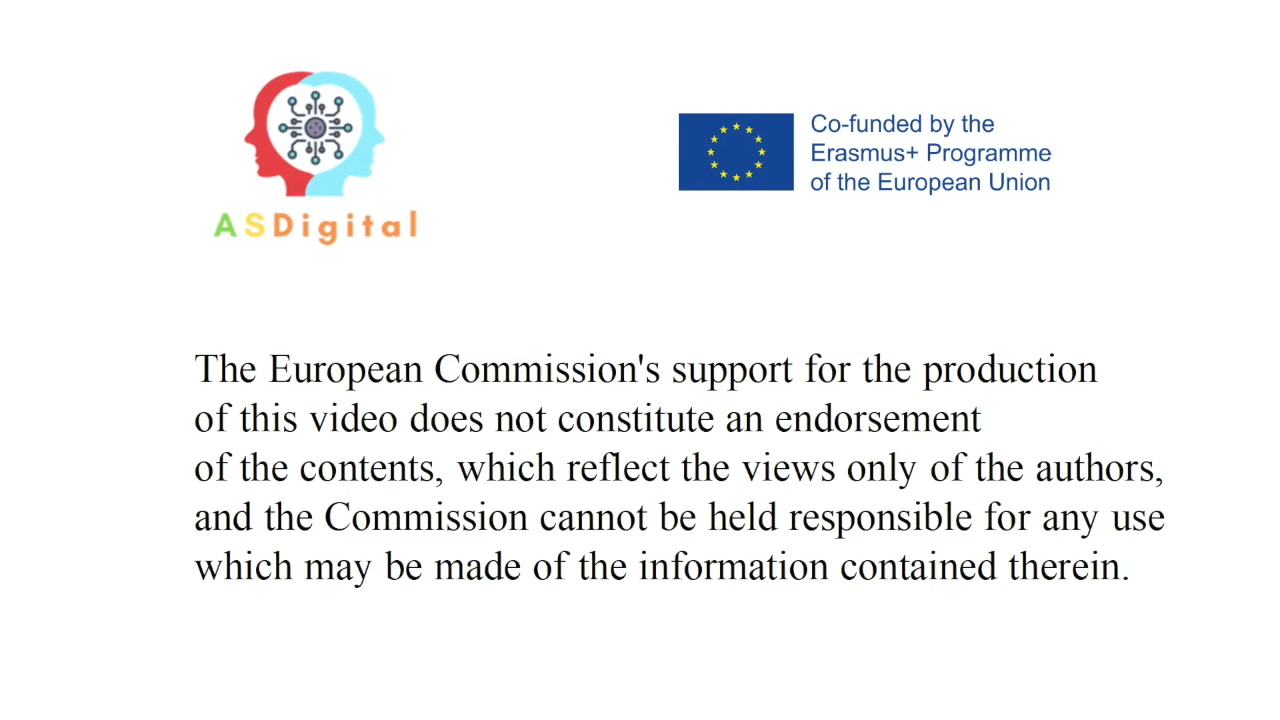 ASDigital
Co-funded by the
Erasmus+ Programme
of the European Union
The European Commission's support for the production
of this video does not constitute an endorsement
of the contents, which reflect the views only of the authors,
and the Commission cannot be held responsible for any use
which may be made of the information contained therein.